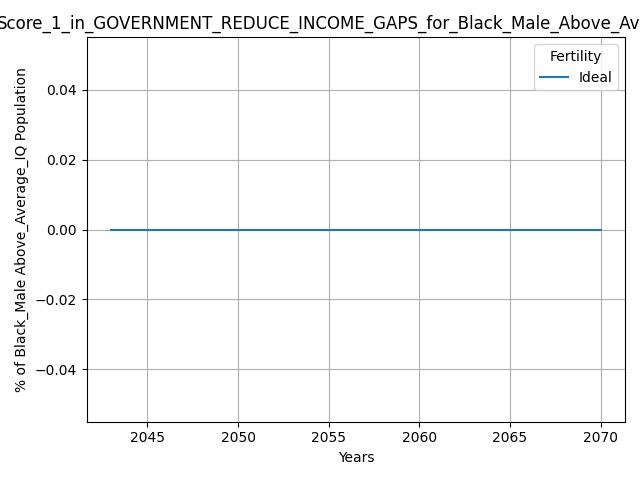 Score_1_in_GOVERNMENT_REDUCE_INCOME_GAPS_for_Black_Male_Above_Av
Fertility
Ideal
% of Black_Male Above_Average_IQ Population
0.04
0.02
0.00
−0.02
−0.04
2045 2050 2055 2060 2065 2070
Years